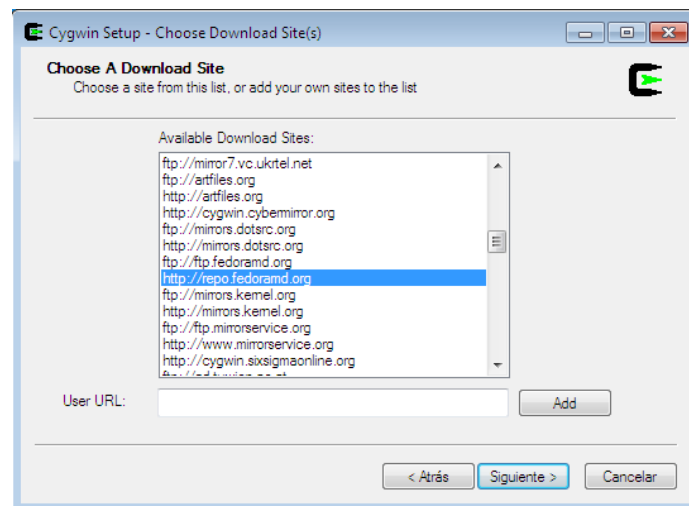 Cygwin Setup - Choose Download Site(s)
Choose A Download Site
Choose a site from this list, or add your own sites to the list
Available Download Sites:
ftp://mirror7.vc.ukrtel.net
ftp://artfiles.org
http://artfiles.org
http://cygwin.cybermirror.org
ftp://mirrors.dotsrc.org
http://mirrors.dotsrc.org
ftp://ftp.fedoramd.org
http://repo.fedoramd.org
ftp://mirrors.kernel.org
http://mirrors.kernel.org
ftp://ftp.mirrorservice.org
http://www.mirrorservice.org
http://cygwin.sixsigmaonline.org
User URL:
Add
< Atrás
Siguiente >
Cancelar